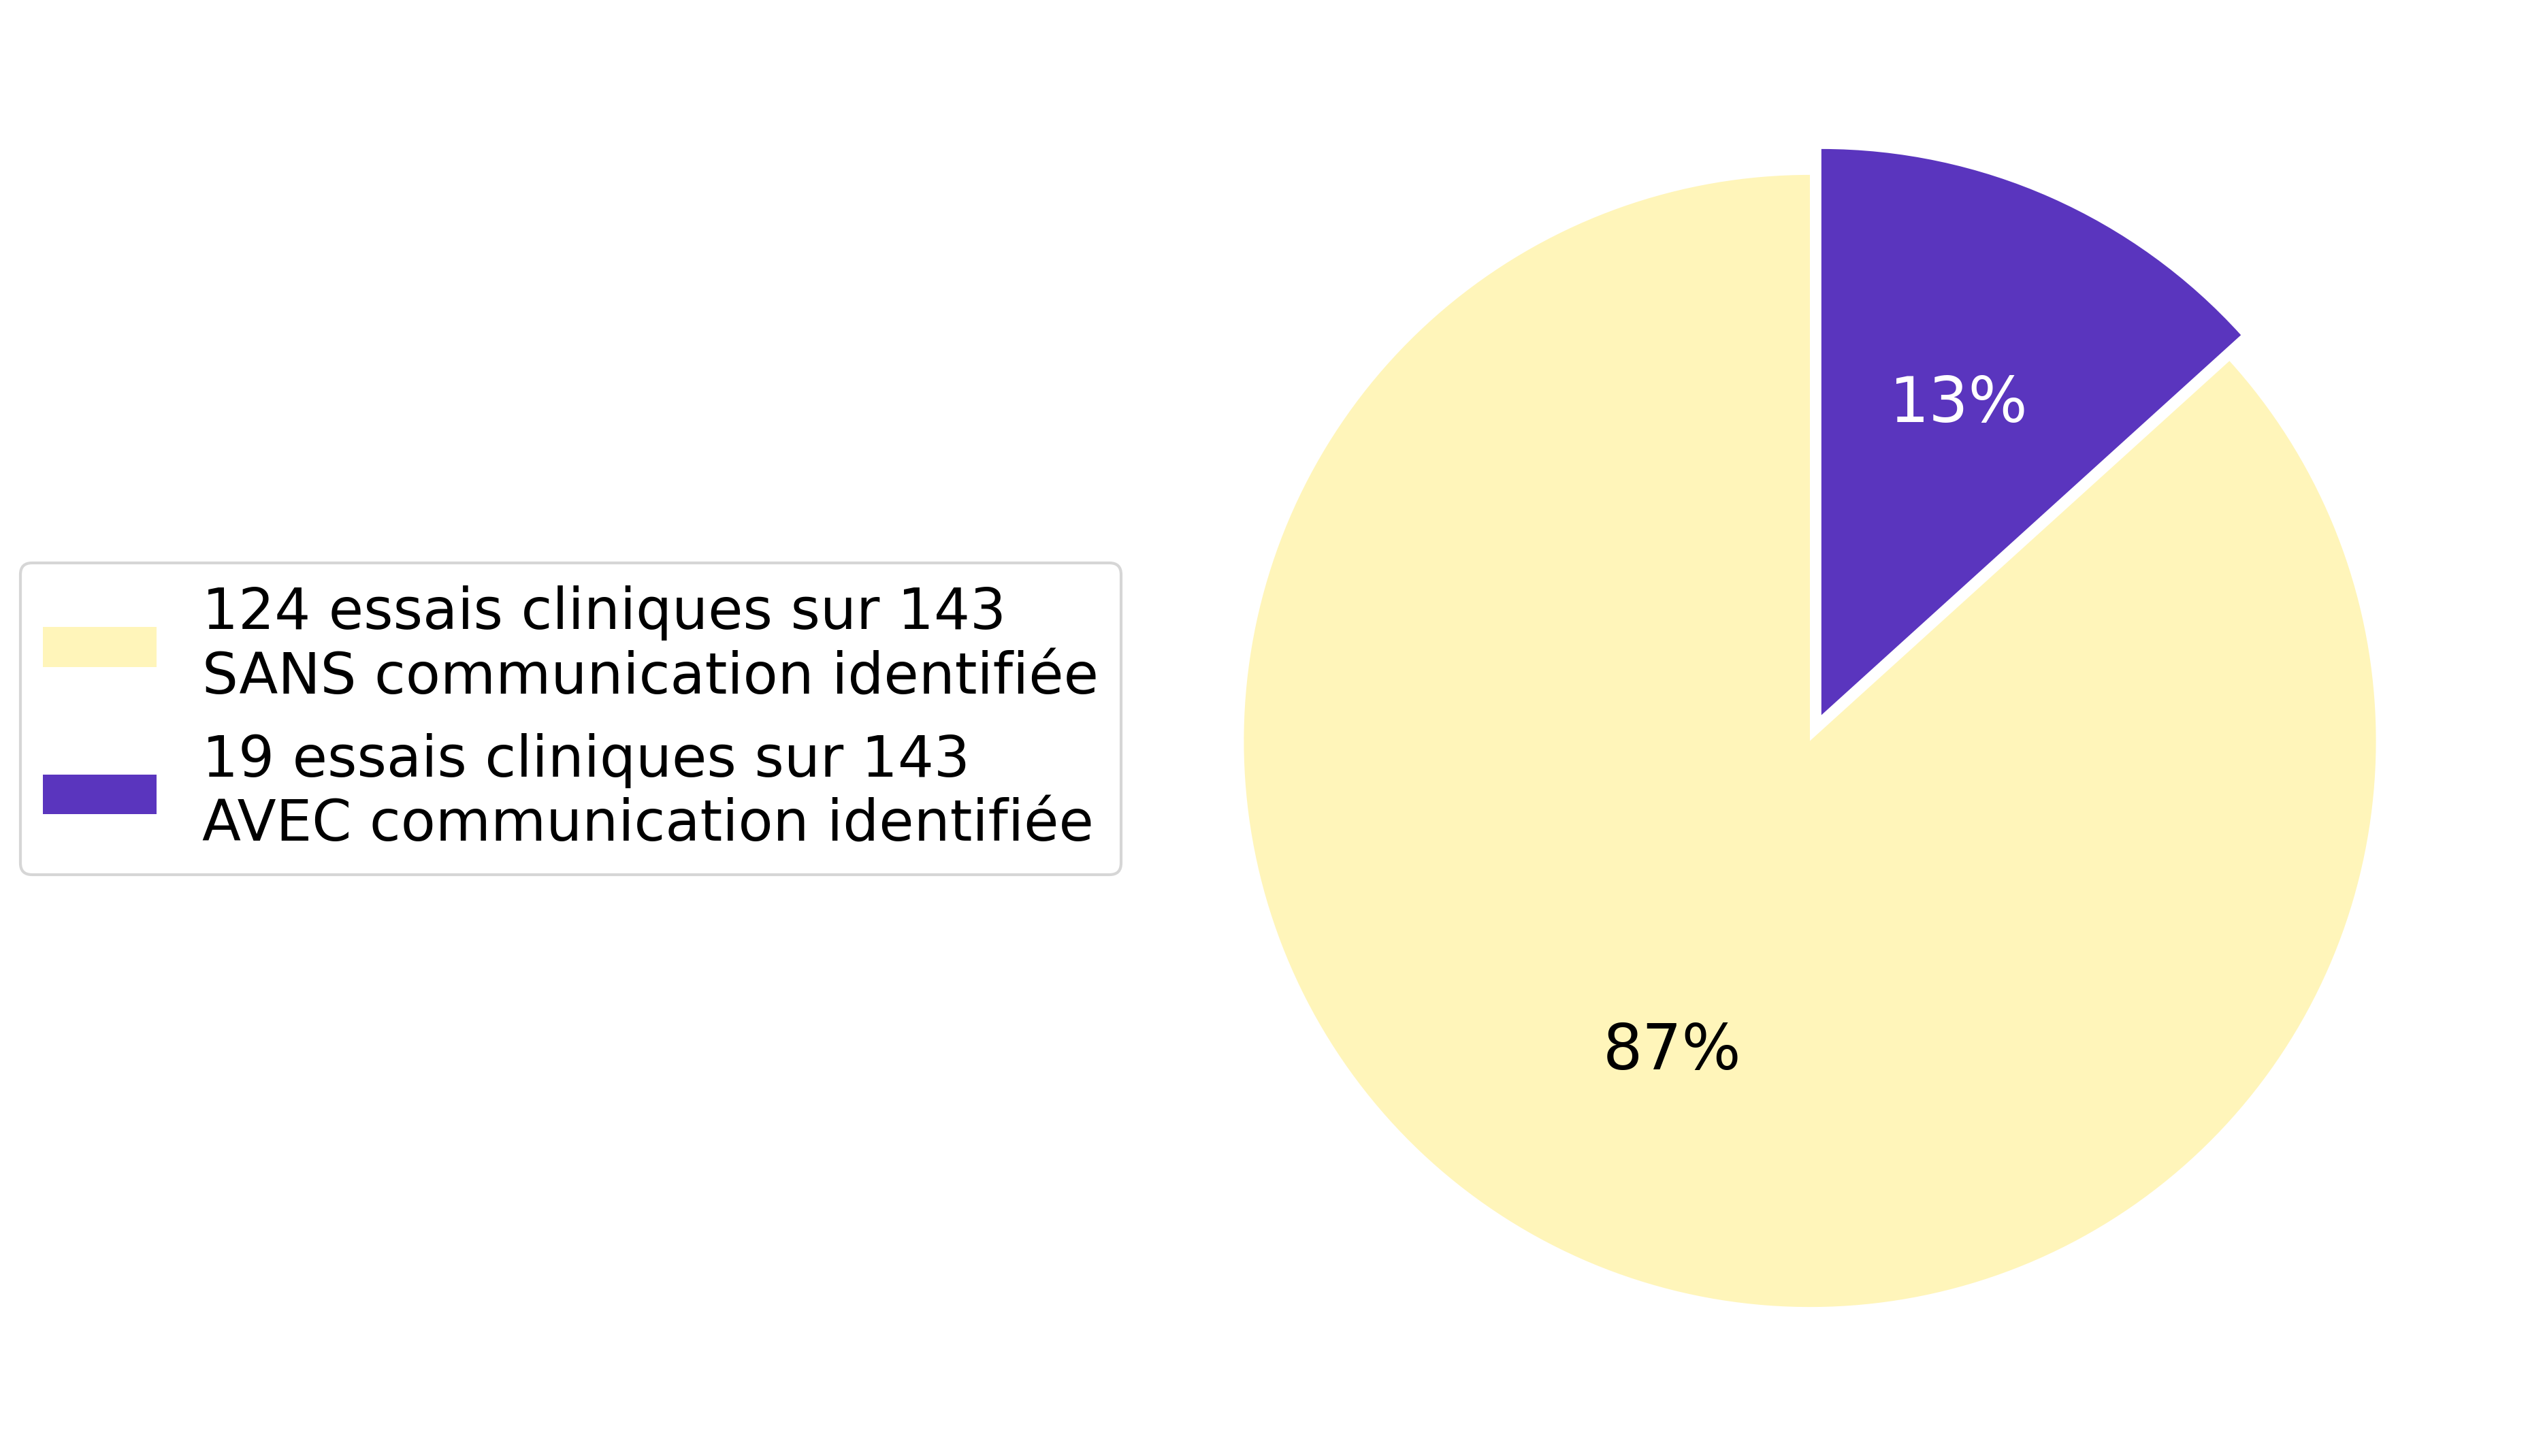 124 essais cliniques sur 143
SANS communication identifiée
19 essais cliniques sur 143
AVEC communication identifiée
13%
87%